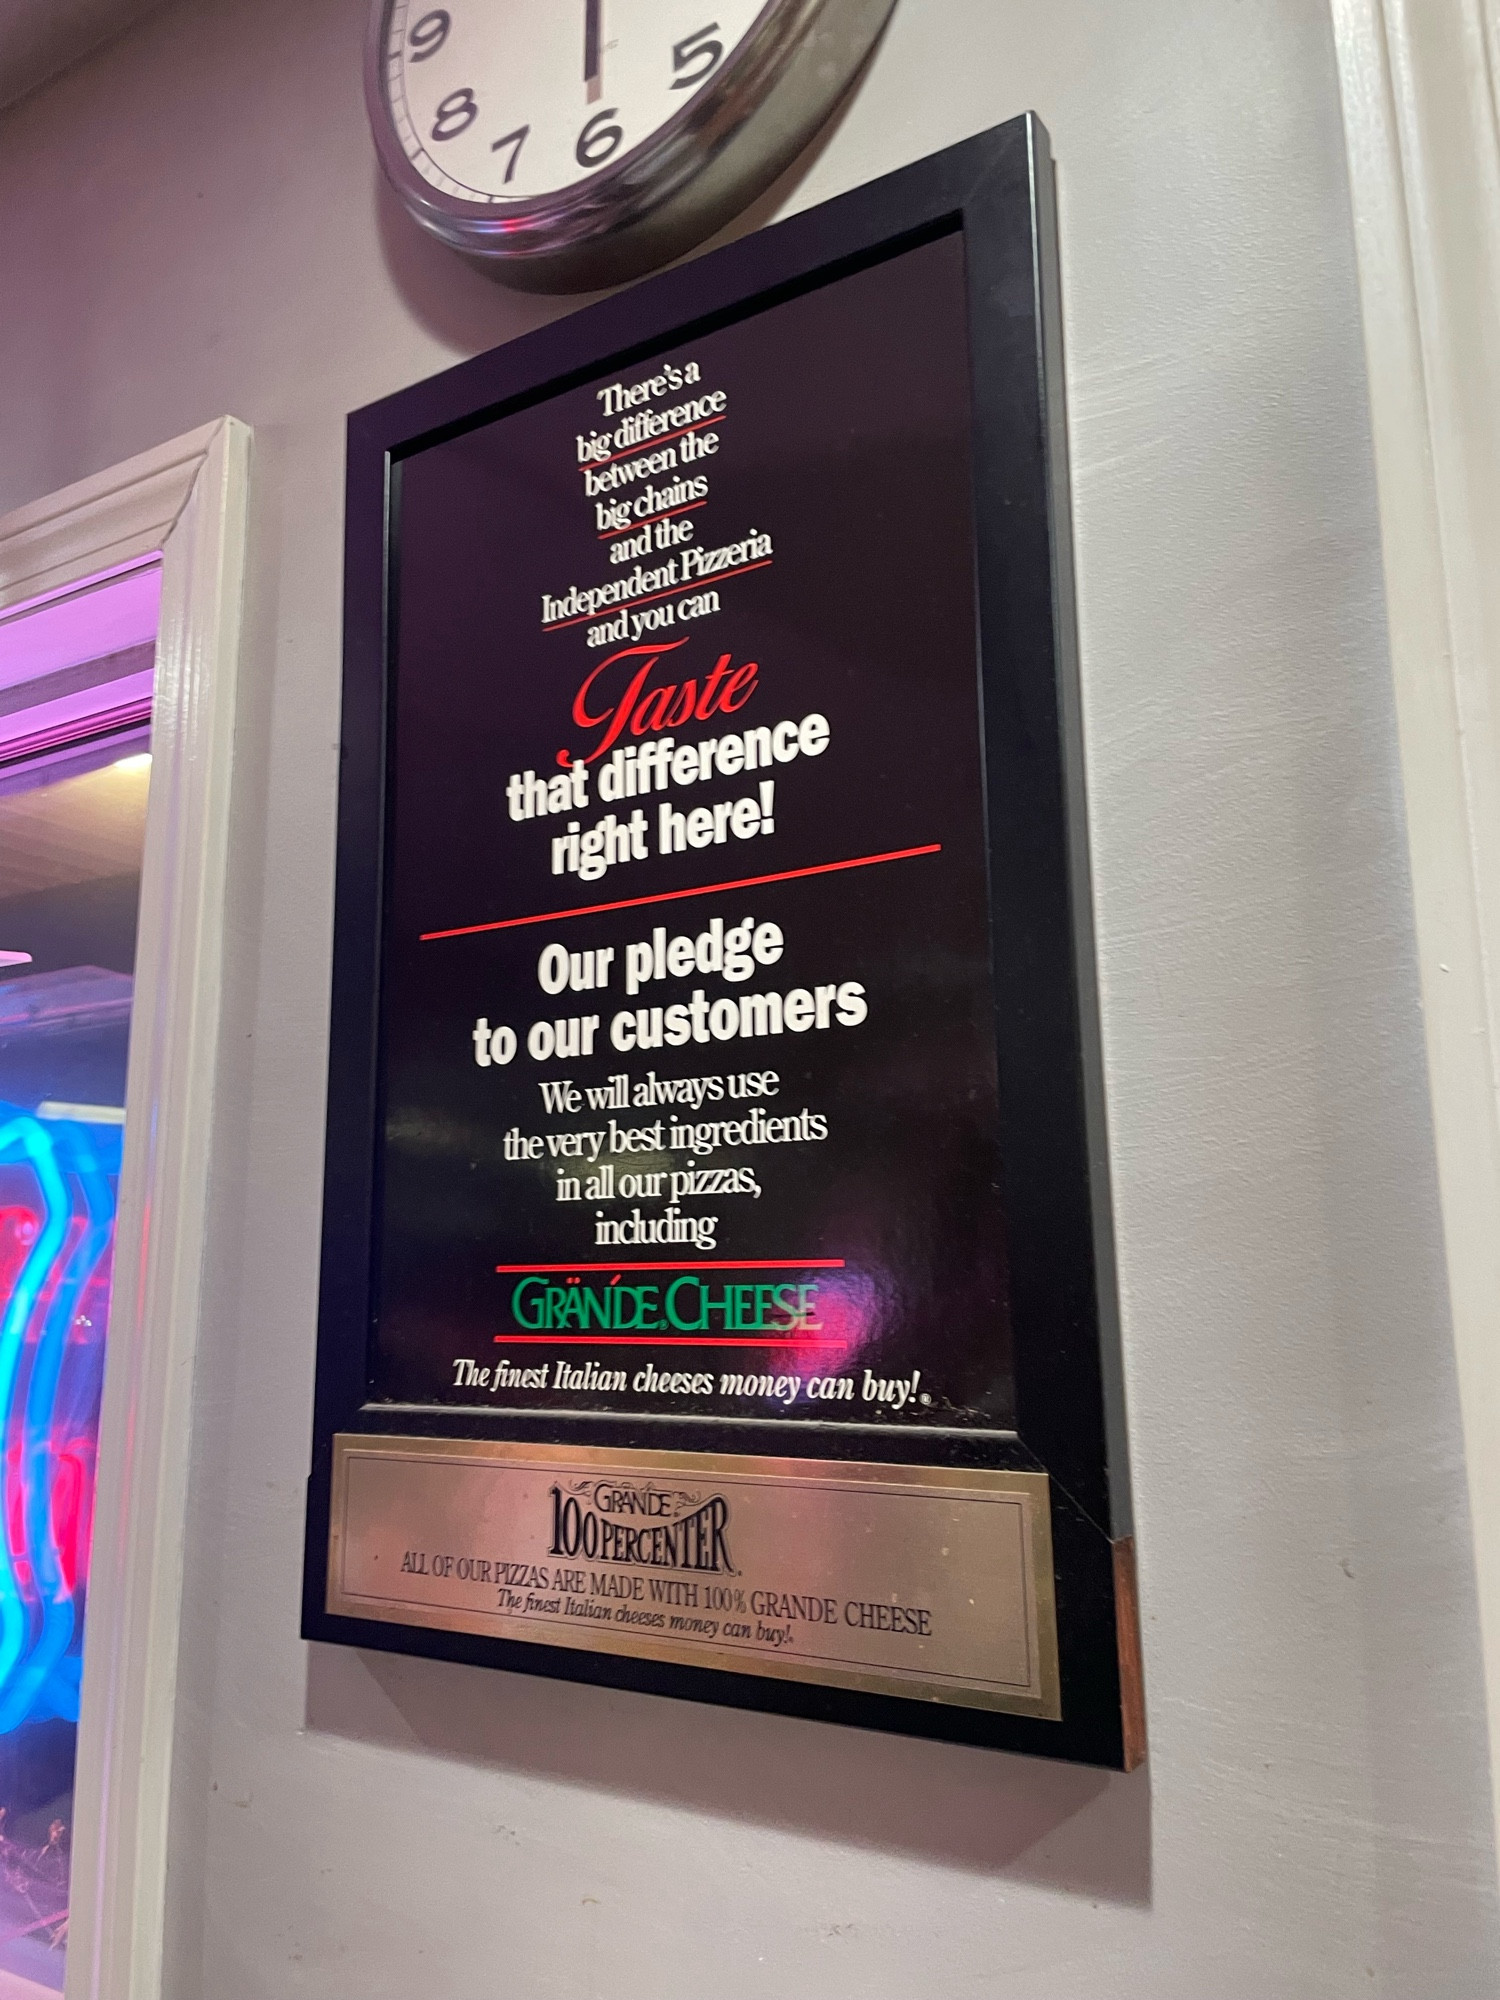 9
8
7
6
5
There's a
big difference
between the
big chains
and the
Independent Pizzeria
and you can
Taste
that difference
right here!
Our pledge
to our customers
We will always use
the very best ingredients
in all our pizzas,
including
GRÄNDE® CHEESE
The finest Italian cheeses money can buy!®
GRANDE®
100 PERCENTER®
ALL OF OUR PIZZAS ARE MADE WITH 100% GRANDE CHEESE
The finest Italian cheeses money can buy!®